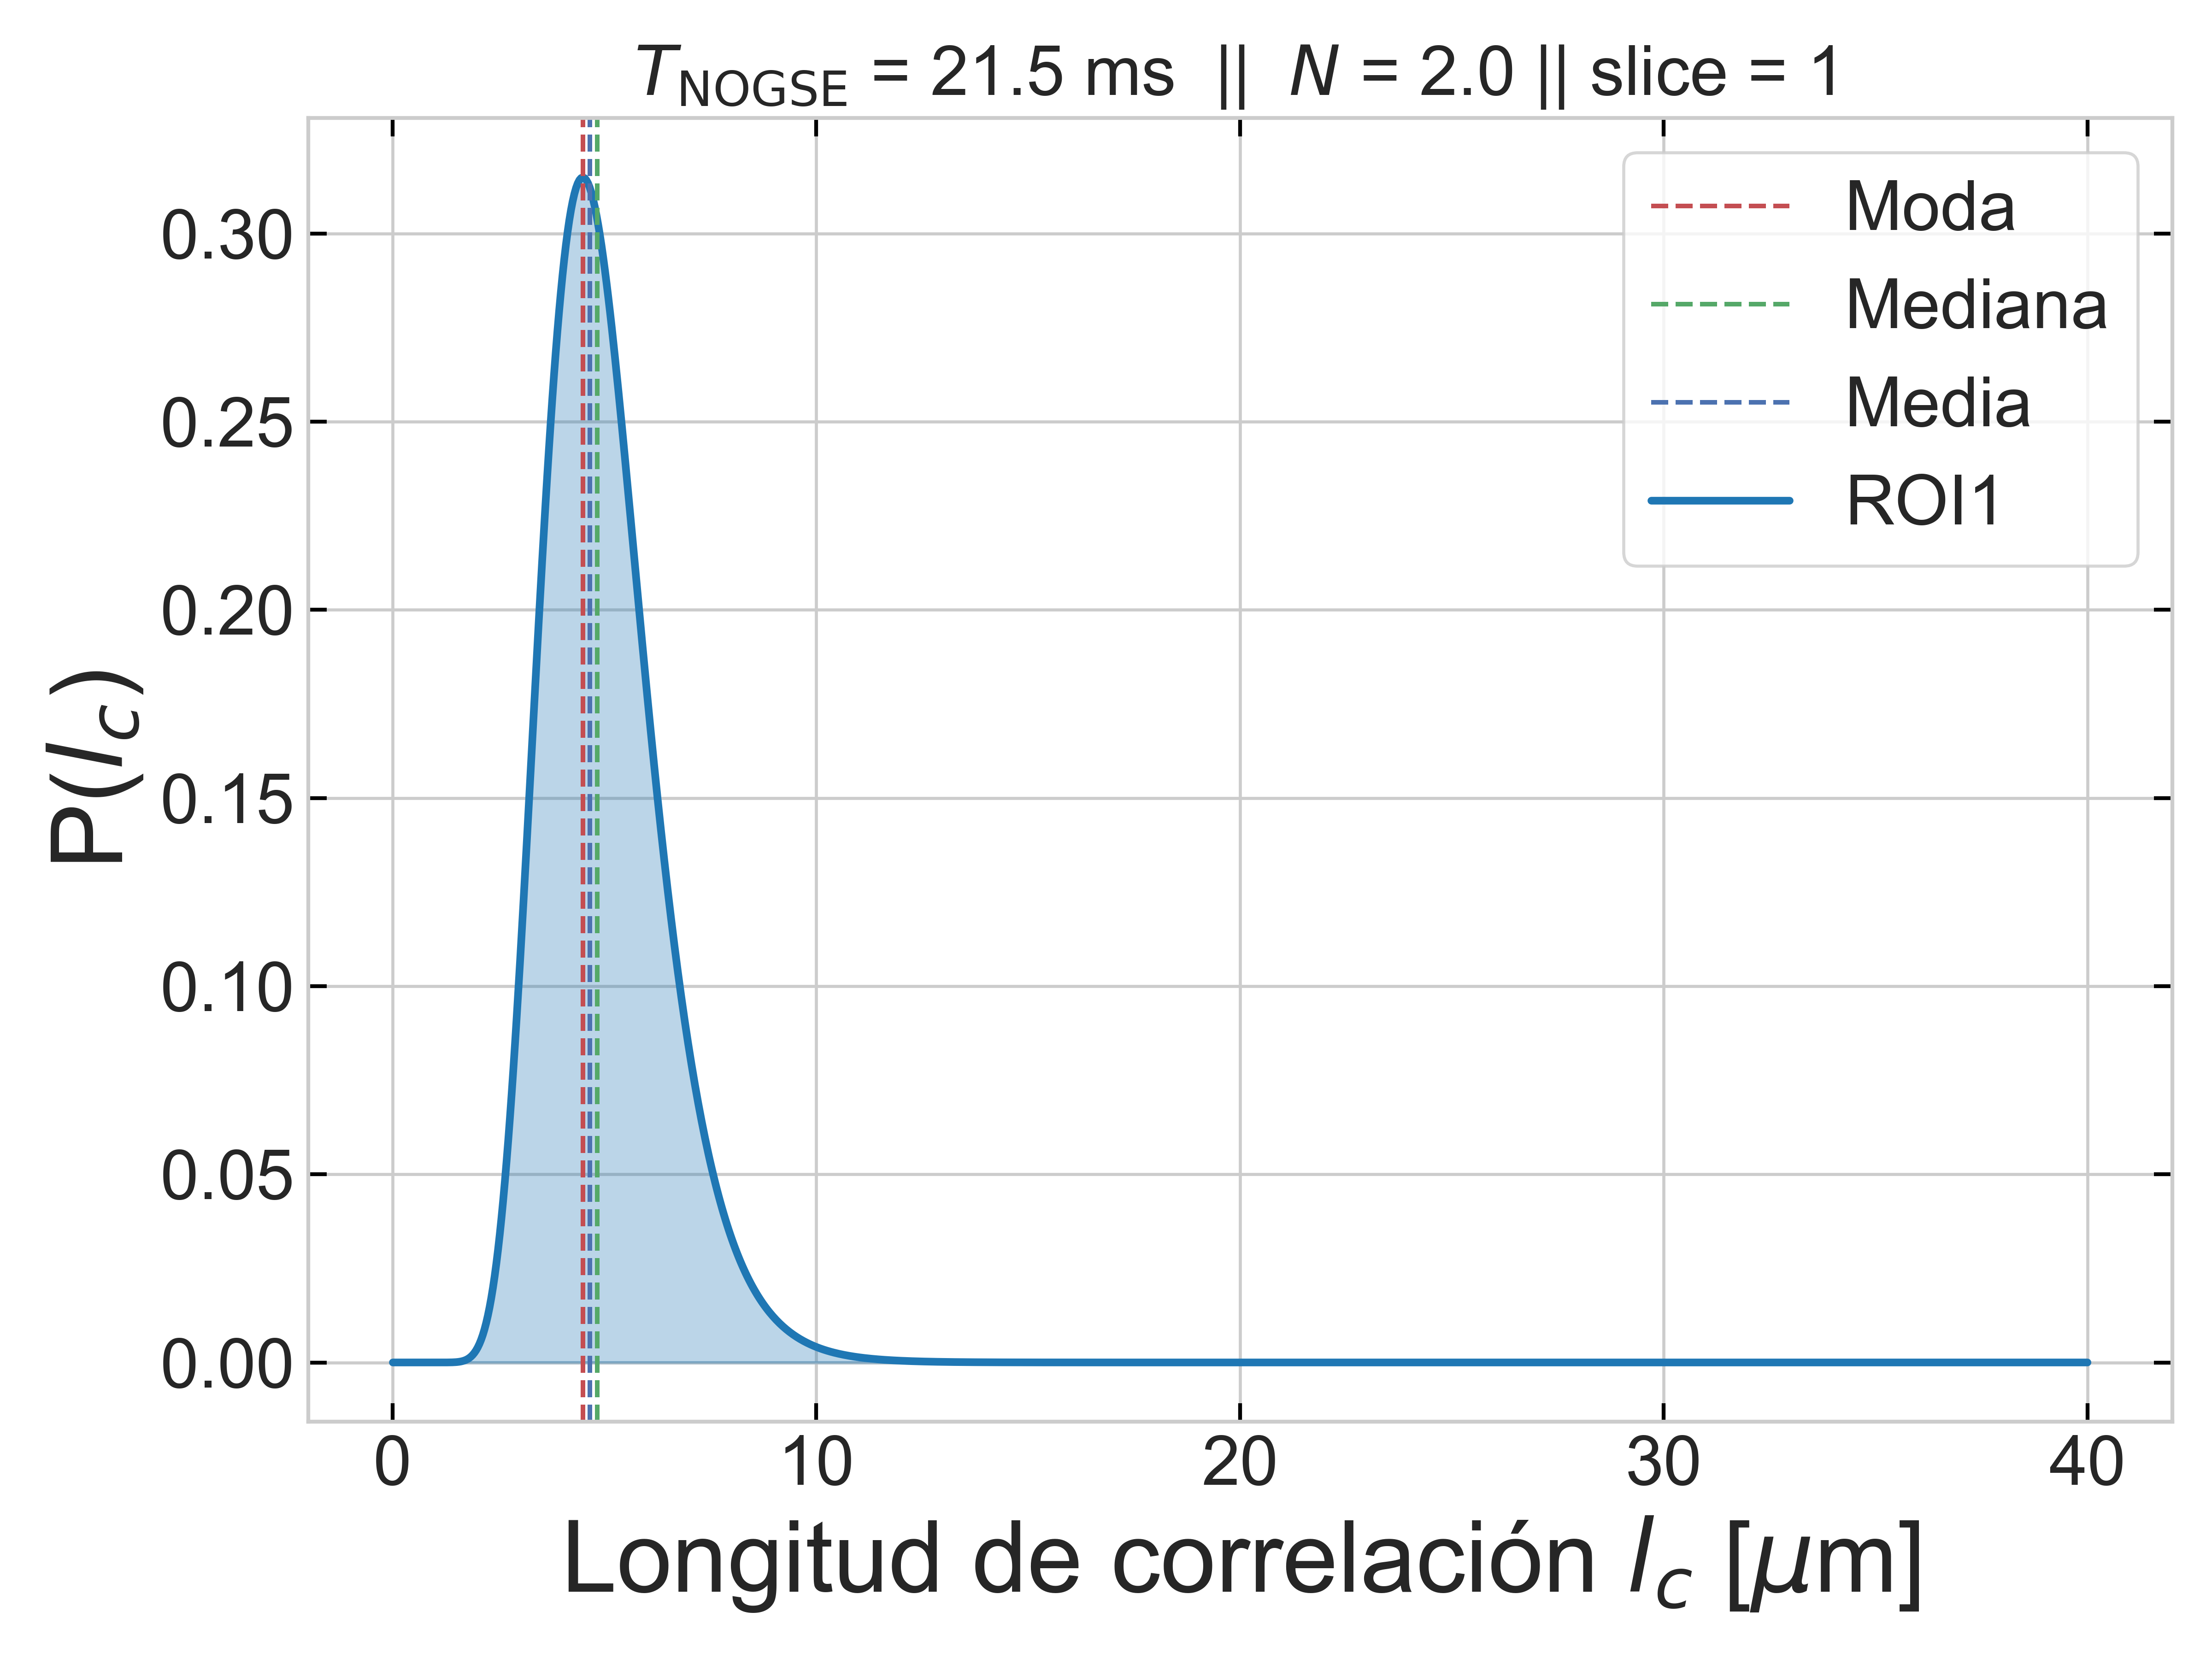 T_NOGSE = 21.5 ms || N = 2.0 || slice = 1
Moda
Mediana
Media
ROI1
P(l_c)
0.30
0.25
0.20
0.15
0.10
0.05
0.00
0 10 20 30 40
Longitud de correlación l_c [μm]